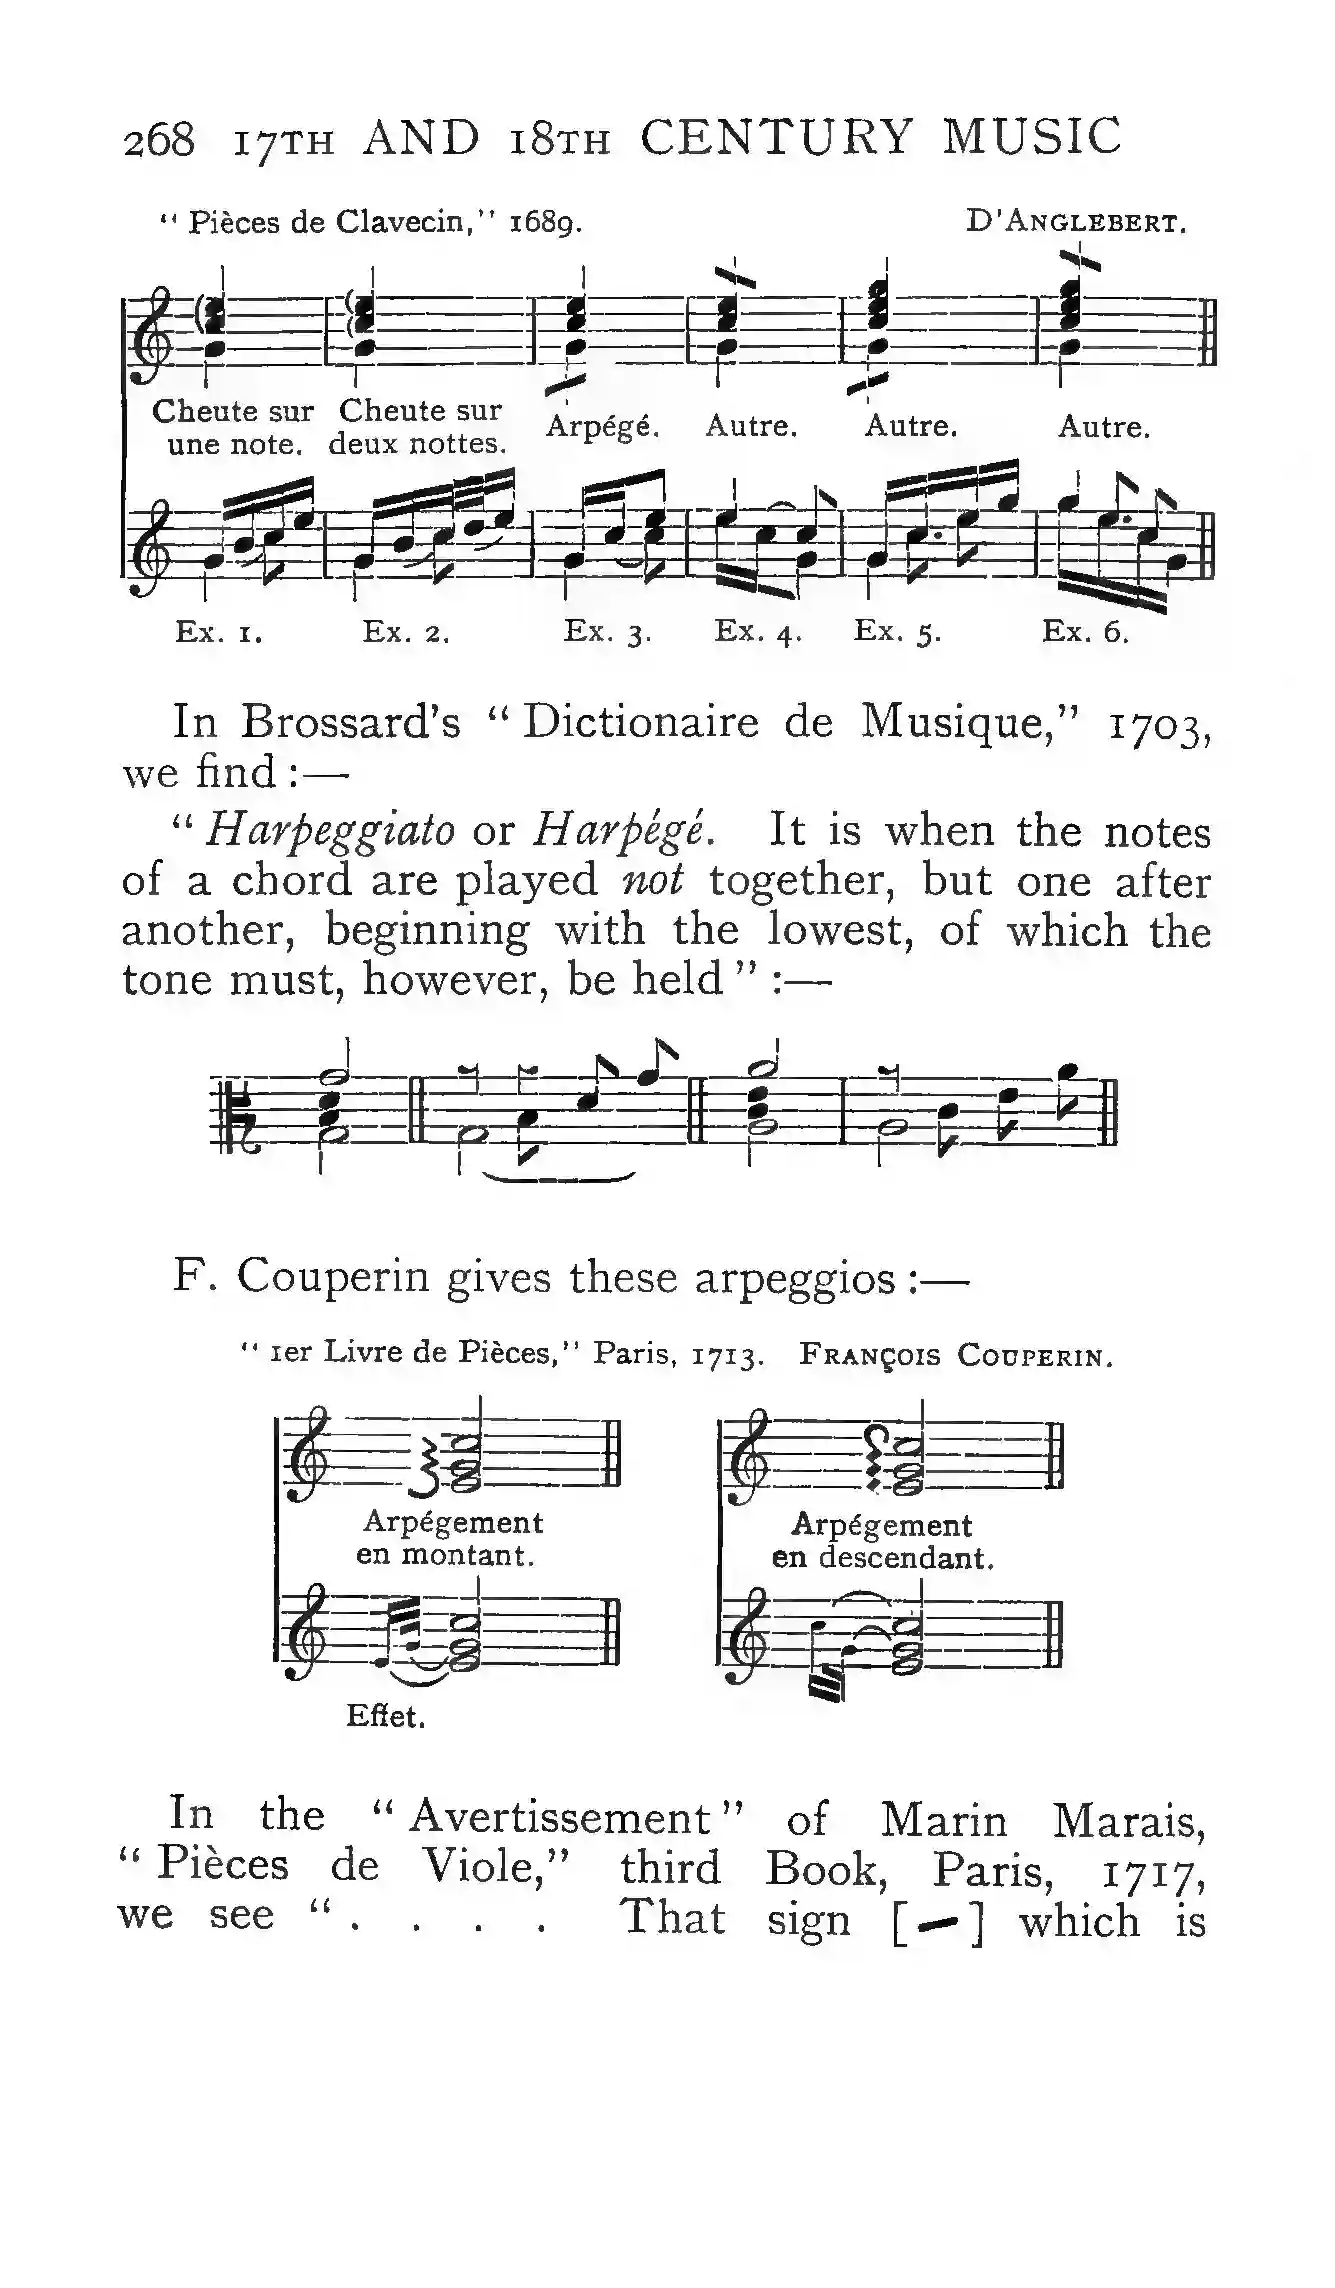 268 17TH AND 18TH CENTURY MUSIC
“ Pièces de Clavecin,” 1689. D'ANGLEBERT.
Cheute sur une note. Cheute sur deux nottes. Arpégé. Autre. Autre. Autre.
Ex. 1. Ex. 2. Ex. 3. Ex. 4. Ex. 5. Ex. 6.
In Brossard's “ Dictionaire de Musique,” 1703,
we find :—
“ Harpeggiato or Harpégé. It is when the notes
of a chord are played not together, but one after
another, beginning with the lowest, of which the
tone must, however, be held ” :—
F. Couperin gives these arpeggios :—
“ 1er Livre de Pièces,” Paris, 1713. FRANÇOIS COUPERIN.
Arpégement
en montant.
Arpégement
en descendant.
Effet.
In the “ Avertissement ” of Marin Marais,
“ Pièces de Viole,” third Book, Paris, 1717,
we see “ . . . . That sign [—] which is